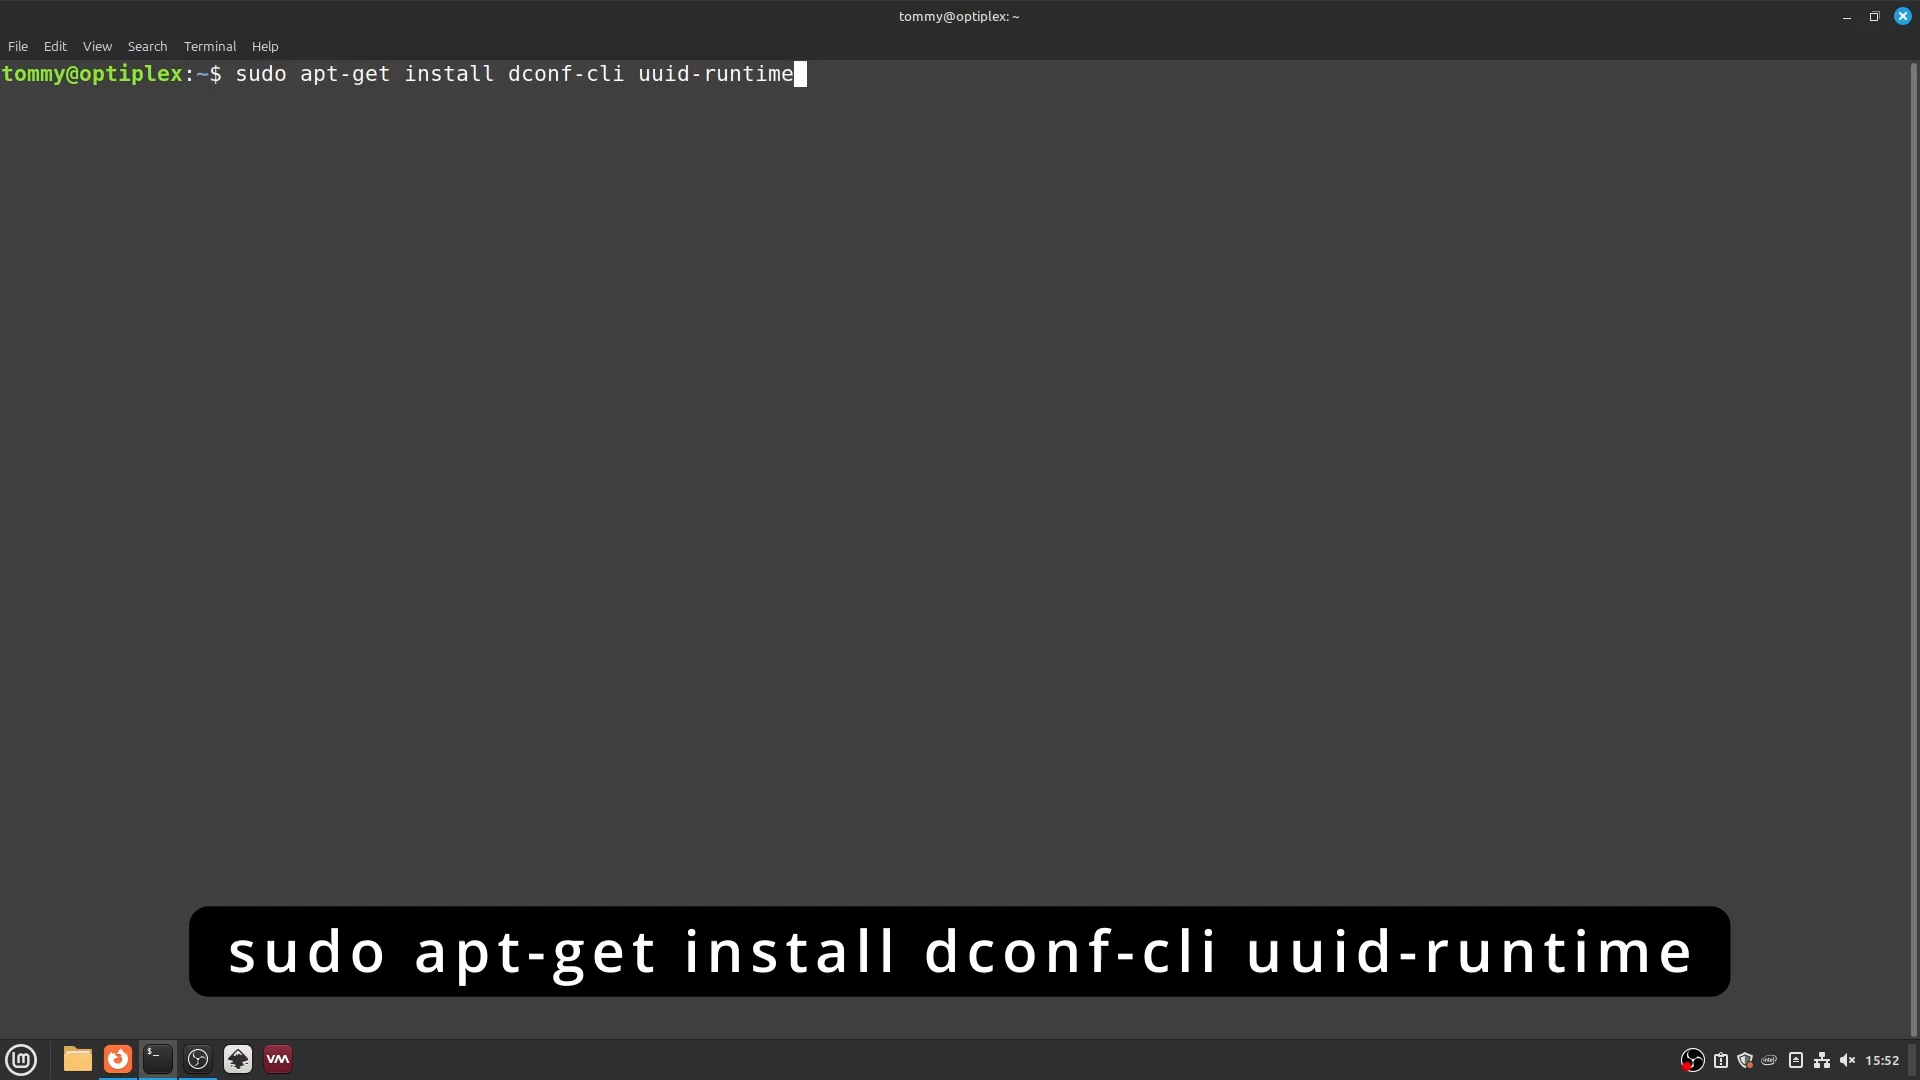 tommy@optiplex: ~
File Edit View Search Terminal Help
tommy@optiplex:~$ sudo apt-get install dconf-cli uuid-runtime
sudo apt-get install dconf-cli uuid-runtime
15:52